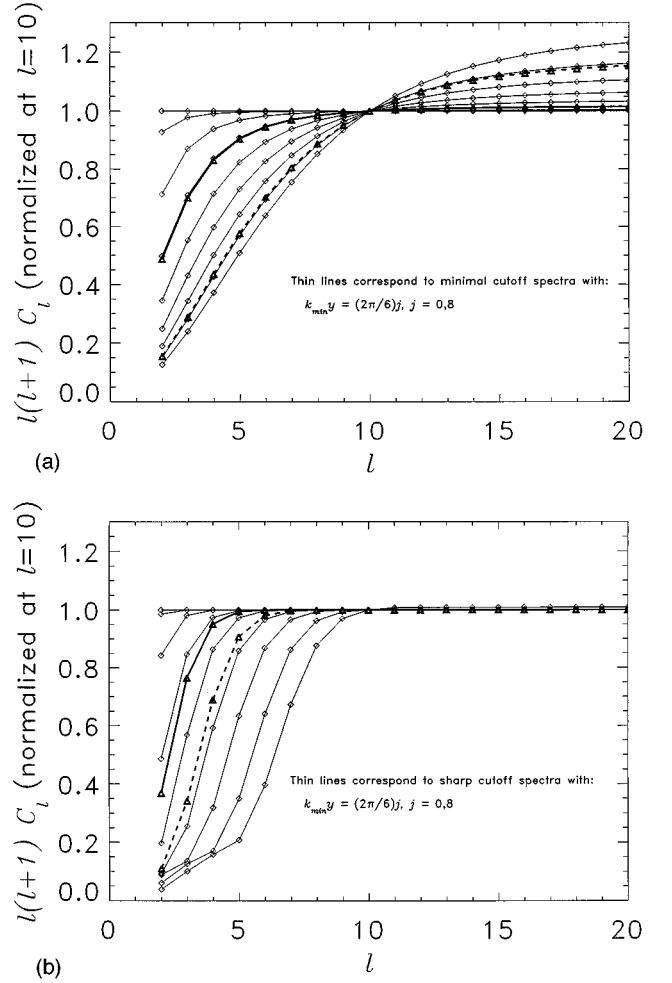 (a)
l(l+1) C_l (normalized at l=10)
1.2
1.0
0.8
0.6
0.4
0.2
0.0
Thin lines correspond to minimal cutoff spectra with:
k_min y = (2π/6)j, j = 0,8
0 5 10 15 20
l
(b)
l(l+1) C_l (normalized at l=10)
1.2
1.0
0.8
0.6
0.4
0.2
0.0
Thin lines correspond to sharp cutoff spectra with:
k_min y = (2π/6)j, j = 0,8
0 5 10 15 20
l